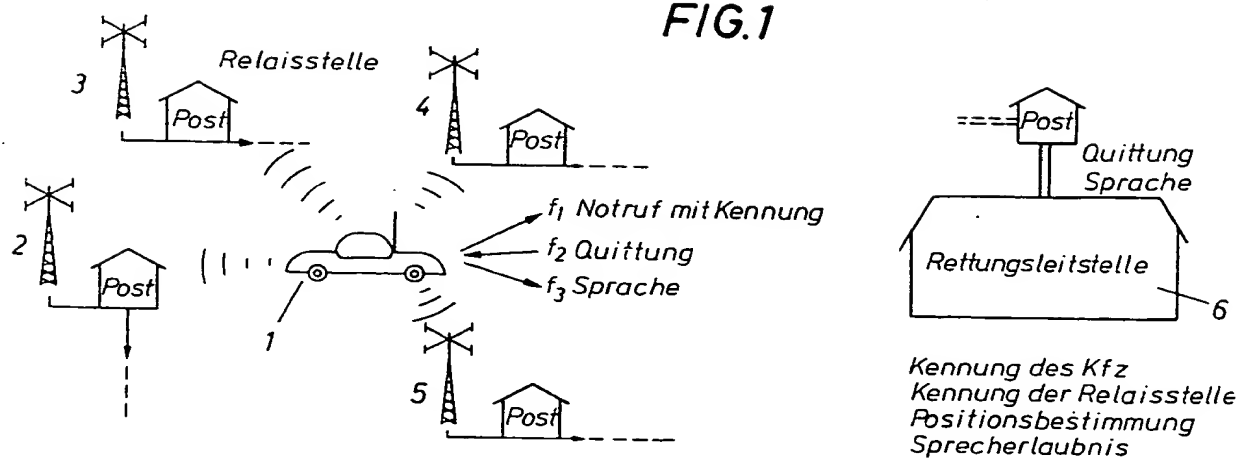 FIG.1
3
Relaisstelle
4
Post
Post
Post
Quittung
Sprache
2
Post
f1 Notruf mit Kennung
f2 Quittung
f3 Sprache
Rettungsleitstelle
1
6
5
Post
Kennung des Kfz
Kennung der Relaisstelle
Positionsbestimmung
Sprecherlaubnis